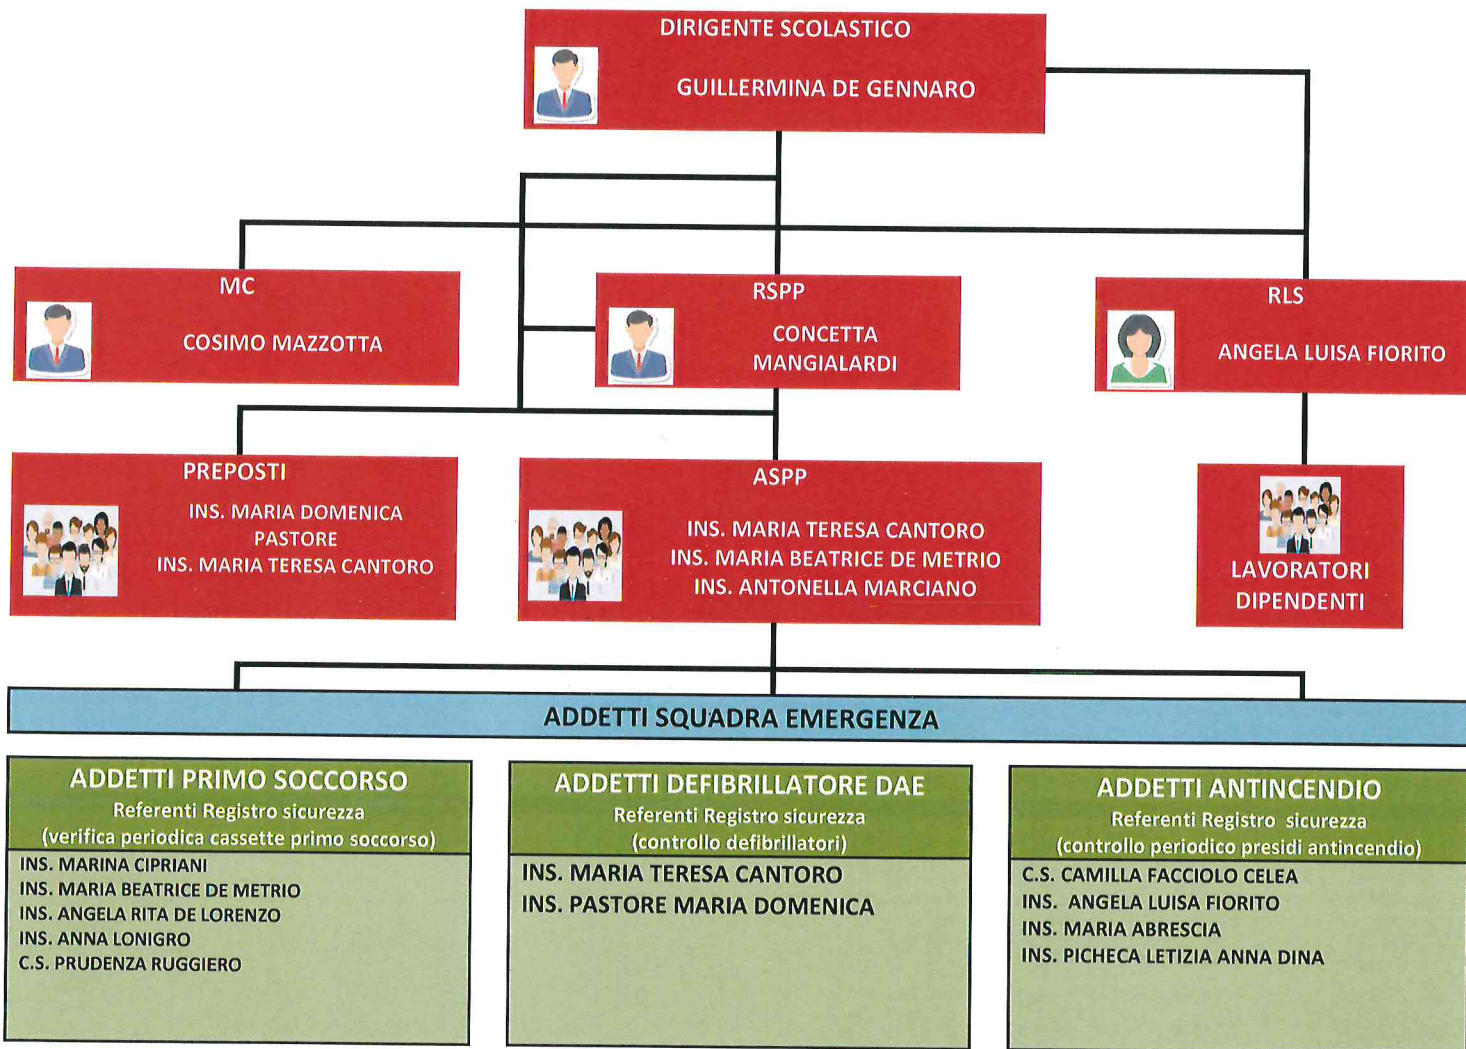 DIRIGENTE SCOLASTICO
GUILLERMINA DE GENNARO
MC
COSIMO MAZZOTTA
RSPP
CONCETTA
MANGIALARDI
RLS
ANGELA LUISA FIORITO
PREPOSTI
INS. MARIA DOMENICA
PASTORE
INS. MARIA TERESA CANTORO
ASPP
INS. MARIA TERESA CANTORO
INS. MARIA BEATRICE DE METRIO
INS. ANTONELLA MARCIANO
LAVORATORI
DIPENDENTI
ADDETTI SQUADRA EMERGENZA
ADDETTI PRIMO SOCCORSO
Referenti Registro sicurezza
(verifica periodica cassette primo soccorso)
INS. MARINA CIPRIANI
INS. MARIA BEATRICE DE METRIO
INS. ANGELA RITA DE LORENZO
INS. ANNA LONIGRO
C.S. PRUDENZA RUGGIERO
ADDETTI DEFIBRILLATORE DAE
Referenti Registro sicurezza
(controllo defibrillatori)
INS. MARIA TERESA CANTORO
INS. PASTORE MARIA DOMENICA
ADDETTI ANTINCENDIO
Referenti Registro sicurezza
(controllo periodico presidi antincendio)
C.S. CAMILLA FACCIOLO CELEA
INS. ANGELA LUISA FIORITO
INS. MARIA ABRESCIA
INS. PICHECA LETIZIA ANNA DINA